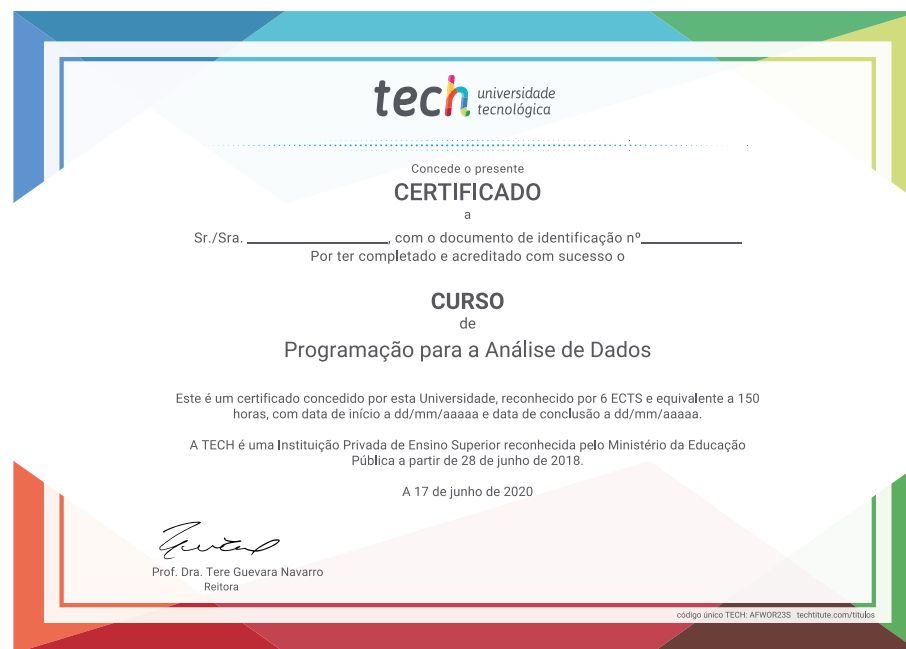 tech universidade
tecnológica
Concede o presente
CERTIFICADO
a
Sr./Sra. ____________________, com o documento de identificação nº______________
Por ter completado e acreditado com sucesso o
CURSO
de
Programação para a Análise de Dados
Este é um certificado concedido por esta Universidade, reconhecido por 6 ECTS e equivalente a 150
horas, com data de início a dd/mm/aaaaa e data de conclusão a dd/mm/aaaaa.
A TECH é uma Instituição Privada de Ensino Superior reconhecida pelo Ministério da Educação
Pública a partir de 28 de junho de 2018.
A 17 de junho de 2020
Prof. Dra. Tere Guevara Navarro
Reitora
código único TECH: AFWOR23S techtitute.com/titulos